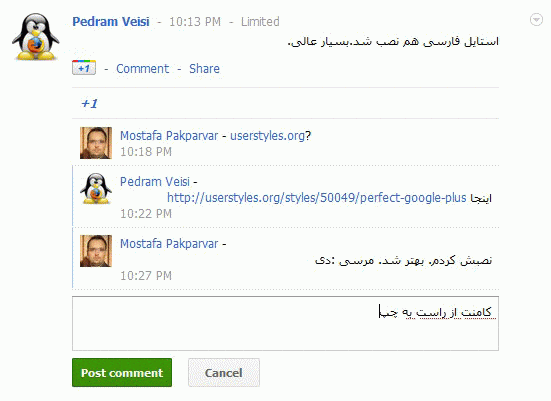 Pedram Veisi - 10:13 PM - Limited
استایل فارسی هم نصب شد.بسیار عالی.
+1 - Comment - Share
+1
Mostafa Pakparvar - userstyles.org?
10:18 PM
Pedram Veisi -
اینجا http://userstyles.org/styles/50049/perfect-google-plus
10:22 PM
Mostafa Pakparvar -
نصبش کردم. بهتر شد. مرسی :دی
10:27 PM
کامنت از راست به چپ
Post comment Cancel